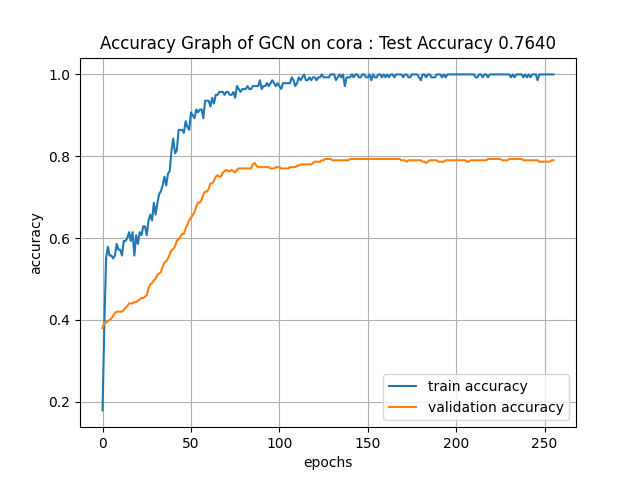 Accuracy Graph of GCN on cora : Test Accuracy 0.7640
1.0
0.8
0.6
0.4
0.2
accuracy
0 50 100 150 200 250
epochs
train accuracy
validation accuracy